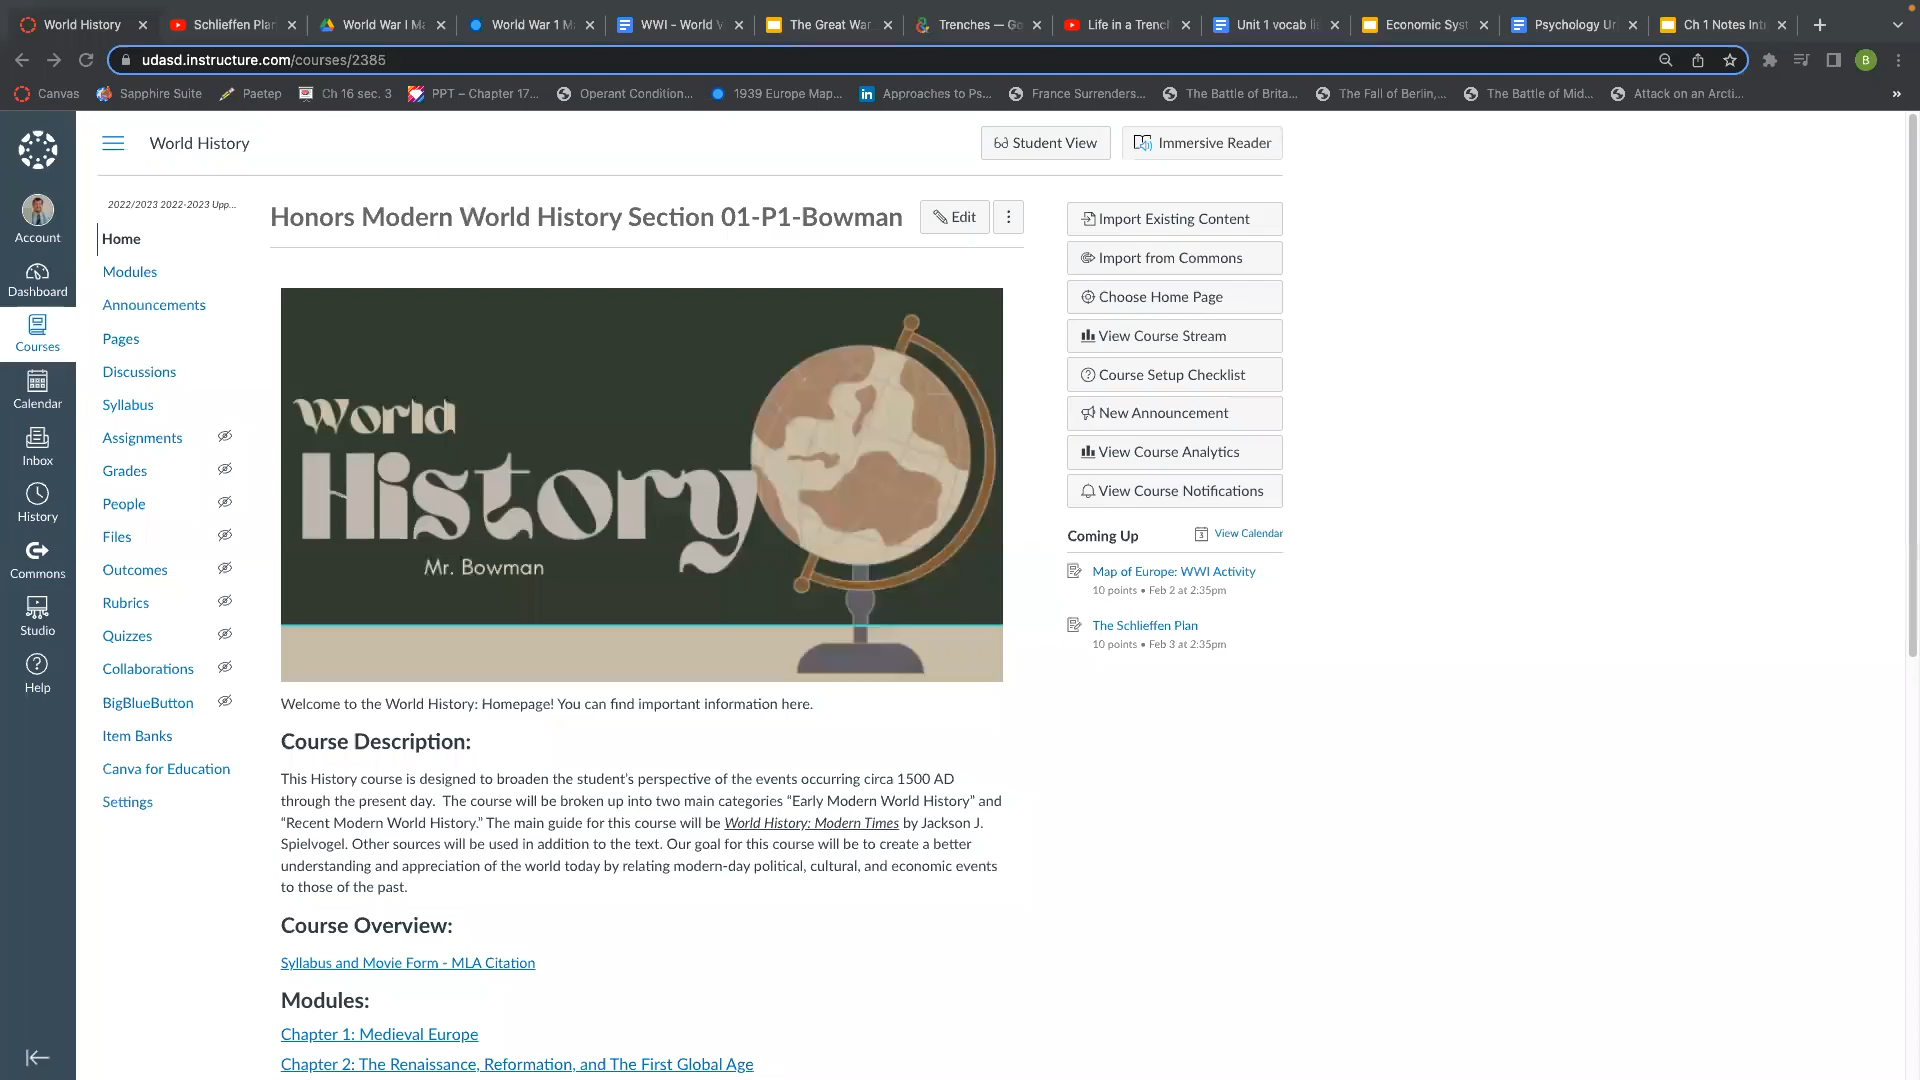 World History
Schlieffen Plan
World War I Ma
World War 1 Ma
WWI - World V
The Great War
Trenches — Go
Life in a Trench
Unit 1 vocab lis
Economic Syst
Psychology Un
Ch 1 Notes Intr
udasd.instructure.com/courses/2385
B
Canvas
Sapphire Suite
Paetep
Ch 16 sec. 3
PPT – Chapter 17...
Operant Condition...
1939 Europe Map...
Approaches to Ps...
France Surrenders...
The Battle of Brita...
The Fall of Berlin,...
The Battle of Mid...
Attack on an Arcti...
»
World History
Student View
Immersive Reader
Account
Dashboard
Courses
Calendar
Inbox
History
Commons
Studio
Help
2022/2023 2022-2023 Upp...
Home
Modules
Announcements
Pages
Discussions
Syllabus
Assignments
Grades
People
Files
Outcomes
Rubrics
Quizzes
Collaborations
BigBlueButton
Item Banks
Canva for Education
Settings
Honors Modern World History Section 01-P1-Bowman
Edit
World
History
Mr. Bowman
Welcome to the World History: Homepage! You can find important information here.
Course Description:
This History course is designed to broaden the student's perspective of the events occurring circa 1500 AD
through the present day. The course will be broken up into two main categories “Early Modern World History” and
“Recent Modern World History.” The main guide for this course will be World History: Modern Times by Jackson J.
Spielvogel. Other sources will be used in addition to the text. Our goal for this course will be to create a better
understanding and appreciation of the world today by relating modern-day political, cultural, and economic events
to those of the past.
Course Overview:
Syllabus and Movie Form - MLA Citation
Modules:
Chapter 1: Medieval Europe
Chapter 2: The Renaissance, Reformation, and The First Global Age
Import Existing Content
Import from Commons
Choose Home Page
View Course Stream
Course Setup Checklist
New Announcement
View Course Analytics
View Course Notifications
Coming Up
3 View Calendar
Map of Europe: WWI Activity
10 points • Feb 2 at 2:35pm
The Schlieffen Plan
10 points • Feb 3 at 2:35pm